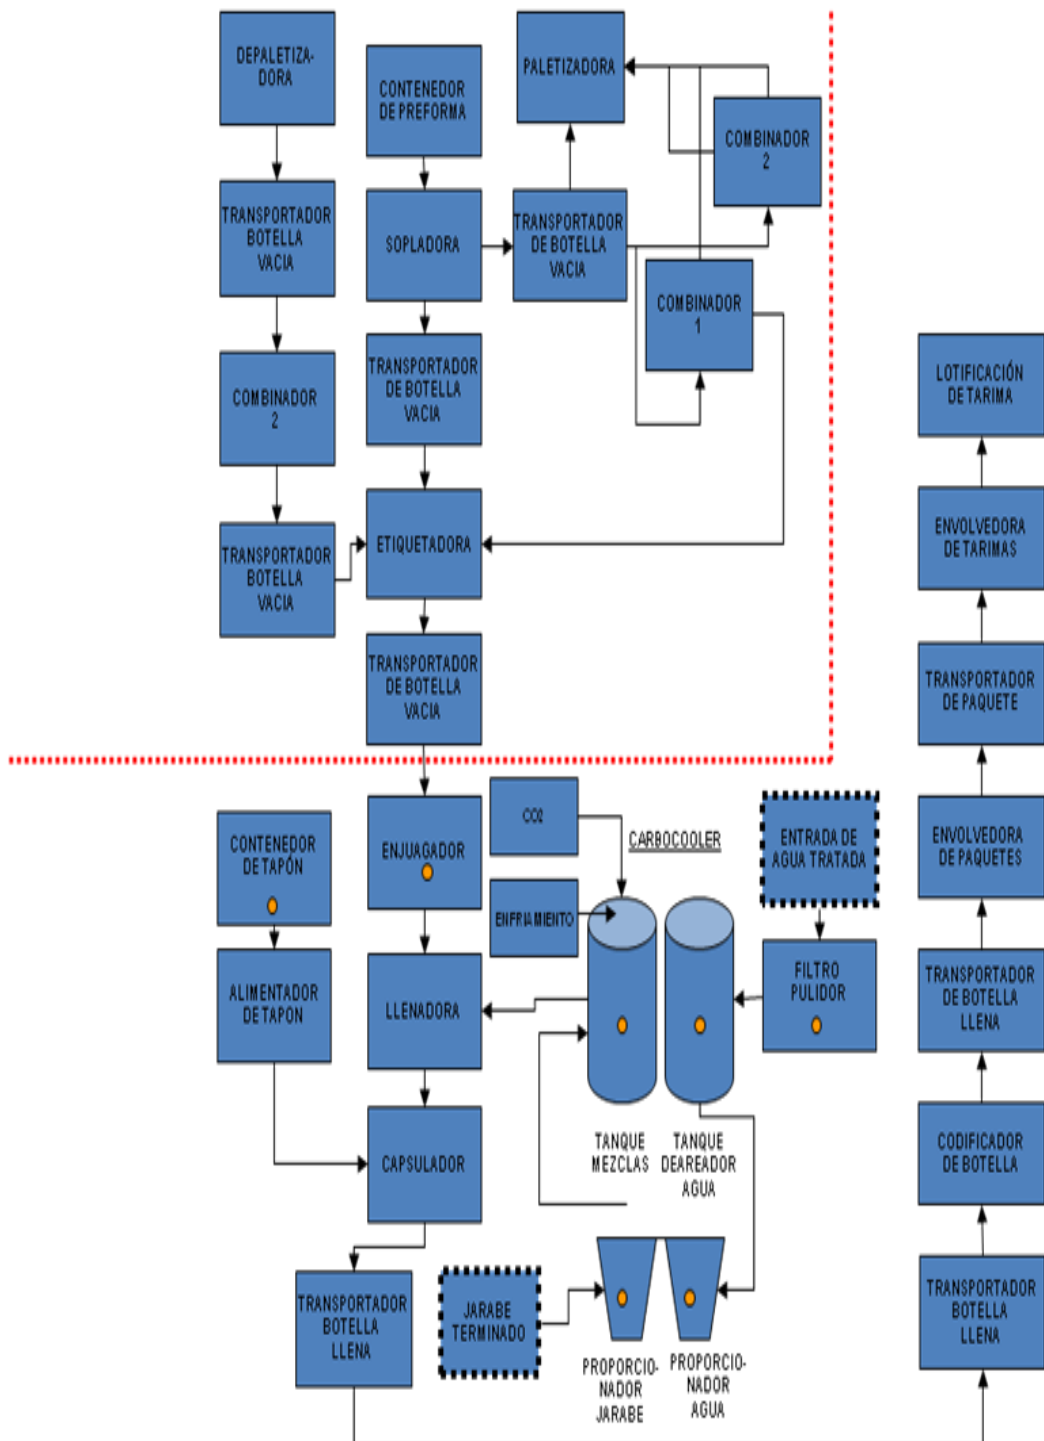 DEPALETIZA-
DORA
CONTENEDOR
DE PREFORMA
PALETIZADORA
COMBINADOR
2
TRANSPORTADOR
BOTELLA
VACIA
SOPLADORA
TRANSPORTADOR
DE BOTELLA
VACIA
COMBINADOR
1
COMBINADOR
2
TRANSPORTADOR
DE BOTELLA
VACIA
TRANSPORTADOR
BOTELLA
VACIA
ETIQUETADORA
TRANSPORTADOR
DE BOTELLA
VACIA
LOTIFICACIÓN
DE TARIMA
ENVOLVEDORA
DE TARIMAS
TRANSPORTADOR
DE PAQUETE
ENVOLVEDORA
DE PAQUETES
TRANSPORTADOR
DE BOTELLA
LLENA
CODIFICADOR
DE BOTELLA
TRANSPORTADOR
BOTELLA
LLENA
CONTENEDOR
DE TAPÓN
ENJUAGADOR
CO2
CARBOCOOLER
ENTRADA DE
AGUA TRATADA
ENFRIAMIENTO
ALIMENTADOR
DE TAPON
LLENADORA
FILTRO
PULIDOR
CAPSULADOR
TANQUE
MEZCLAS
TANQUE
DEAREADOR
AGUA
TRANSPORTADOR
BOTELLA
LLENA
JARABE
TERMINADO
PROPORCIO-
NADOR
JARABE
PROPORCIO-
NADOR
AGUA